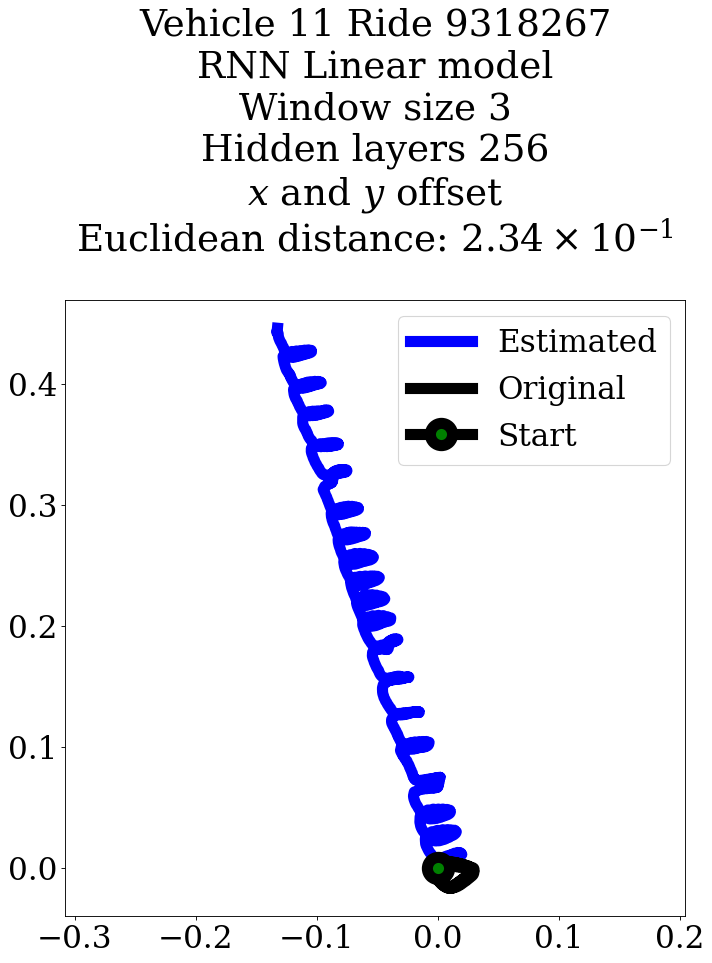 Vehicle 11 Ride 9318267
RNN Linear model
Window size 3
Hidden layers 256
x and y offset
Euclidean distance: 2.34 × 10⁻¹
Estimated
Original
Start
0.4
0.3
0.2
0.1
0.0
−0.3 −0.2 −0.1 0.0 0.1 0.2